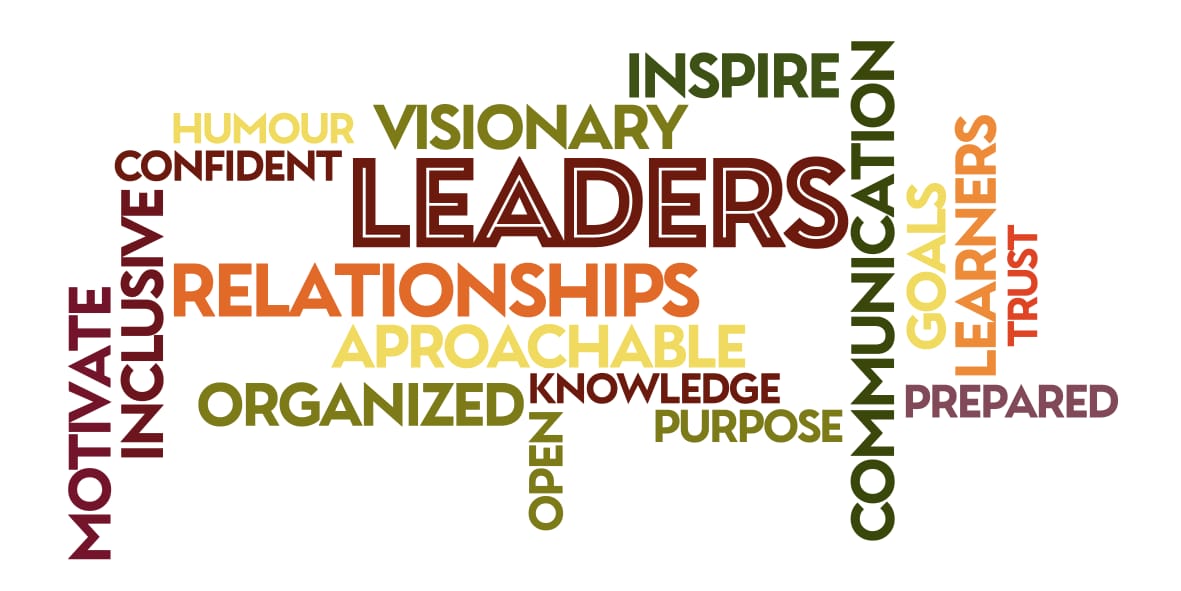 INSPIRE
HUMOUR
VISIONARY
CONFIDENT
LEADERS
COMMUNICATION
GOALS
LEARNERS
TRUST
INCLUSIVE
MOTIVATE
RELATIONSHIPS
APROACHABLE
ORGANIZED
KNOWLEDGE
PURPOSE
OPEN
PREPARED